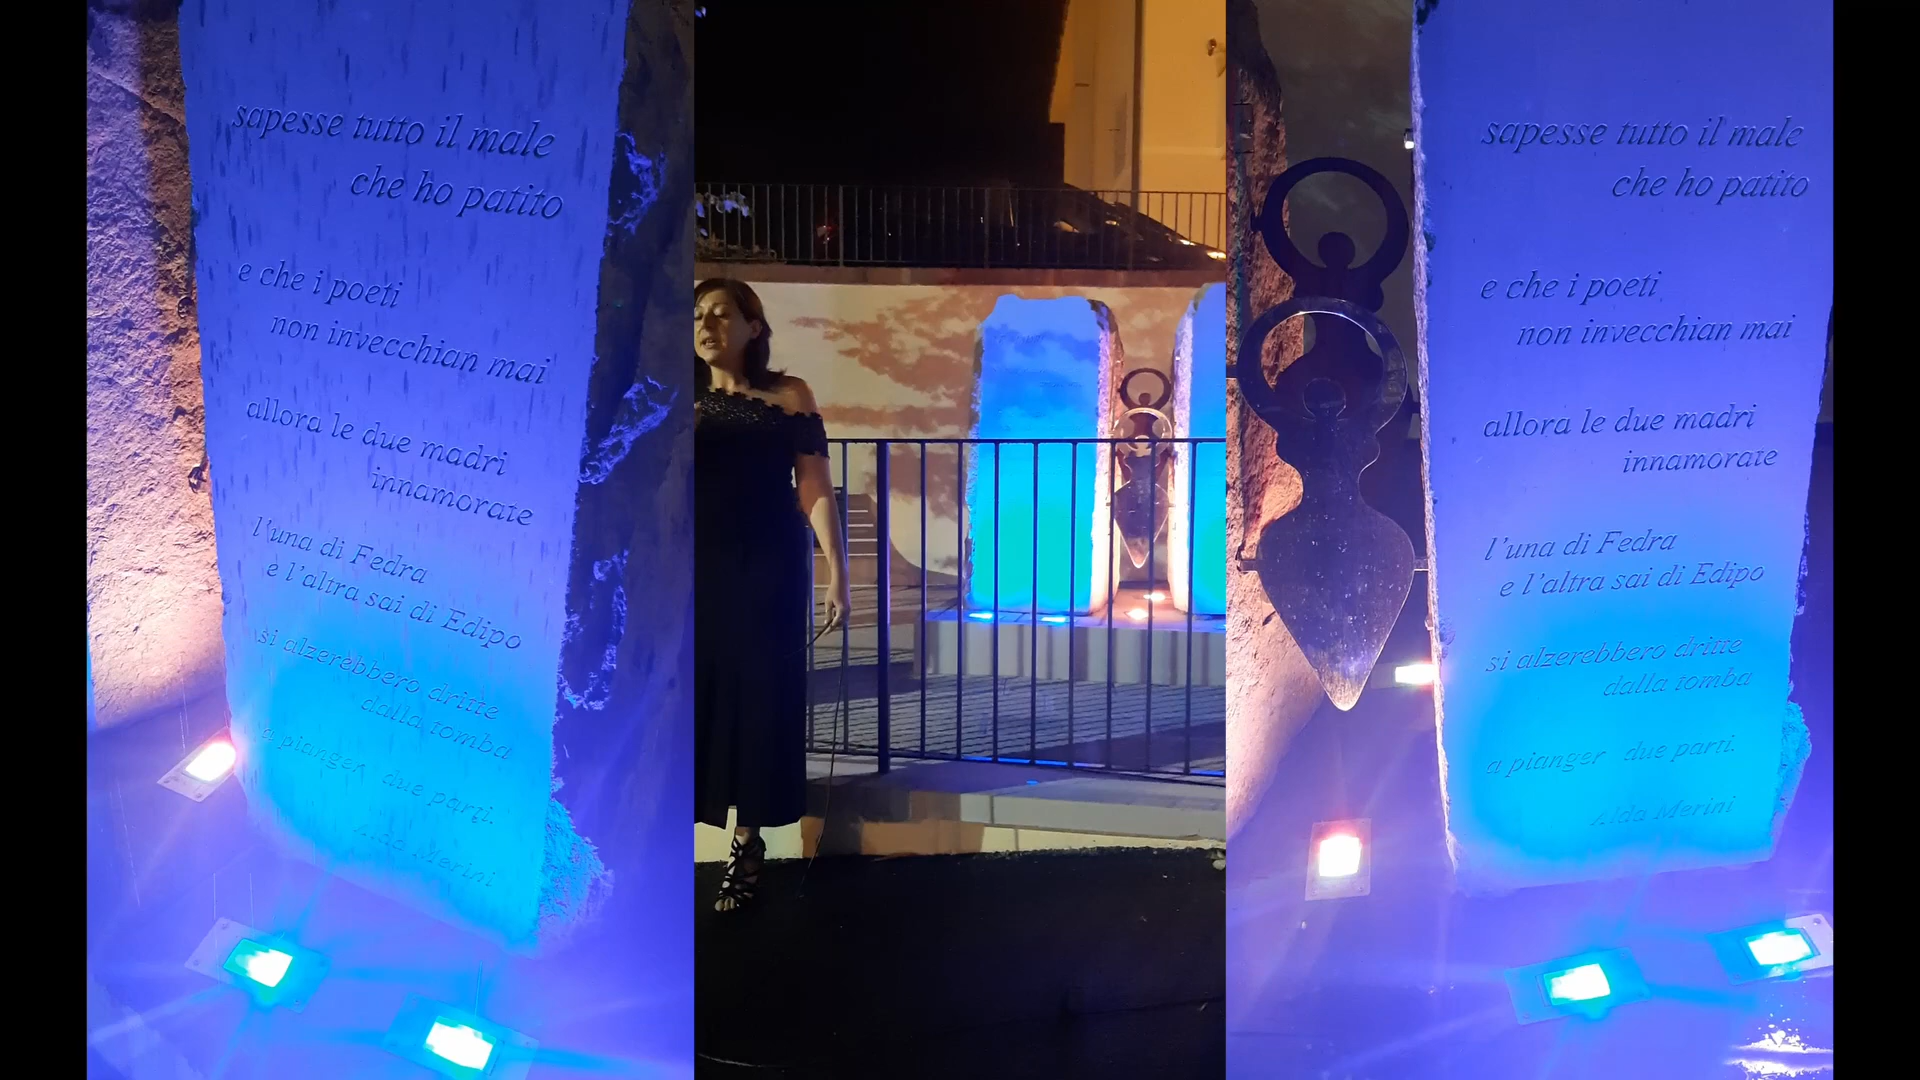 sapesse tutto il male
che ho patito
e che i poeti
non invecchian mai
allora le due madri
innamorate
l'una di Fedra
e l'altra sai di Edipo
si alzerebbero dritte
dalla tomba
a pianger due parti.
Alda Merini
sapesse tutto il male
che ho patito
e che i poeti
non invecchian mai
allora le due madri
innamorate
l'una di Fedra
e l'altra sai di Edipo
si alzerebbero dritte
dalla tomba
a pianger due parti.
Alda Merini